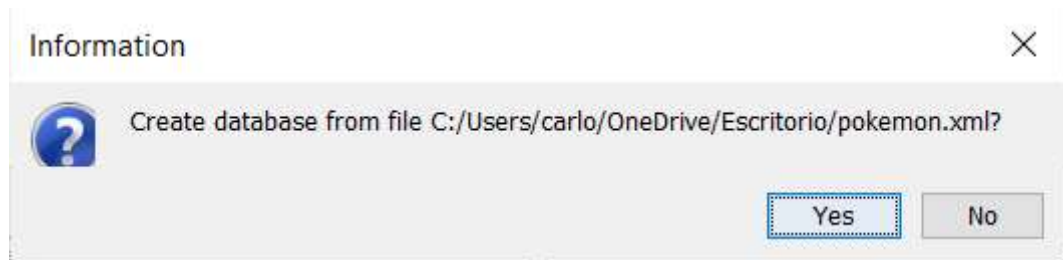 Information
Create database from file C:/Users/carlo/OneDrive/Escritorio/pokemon.xml?
Yes
No